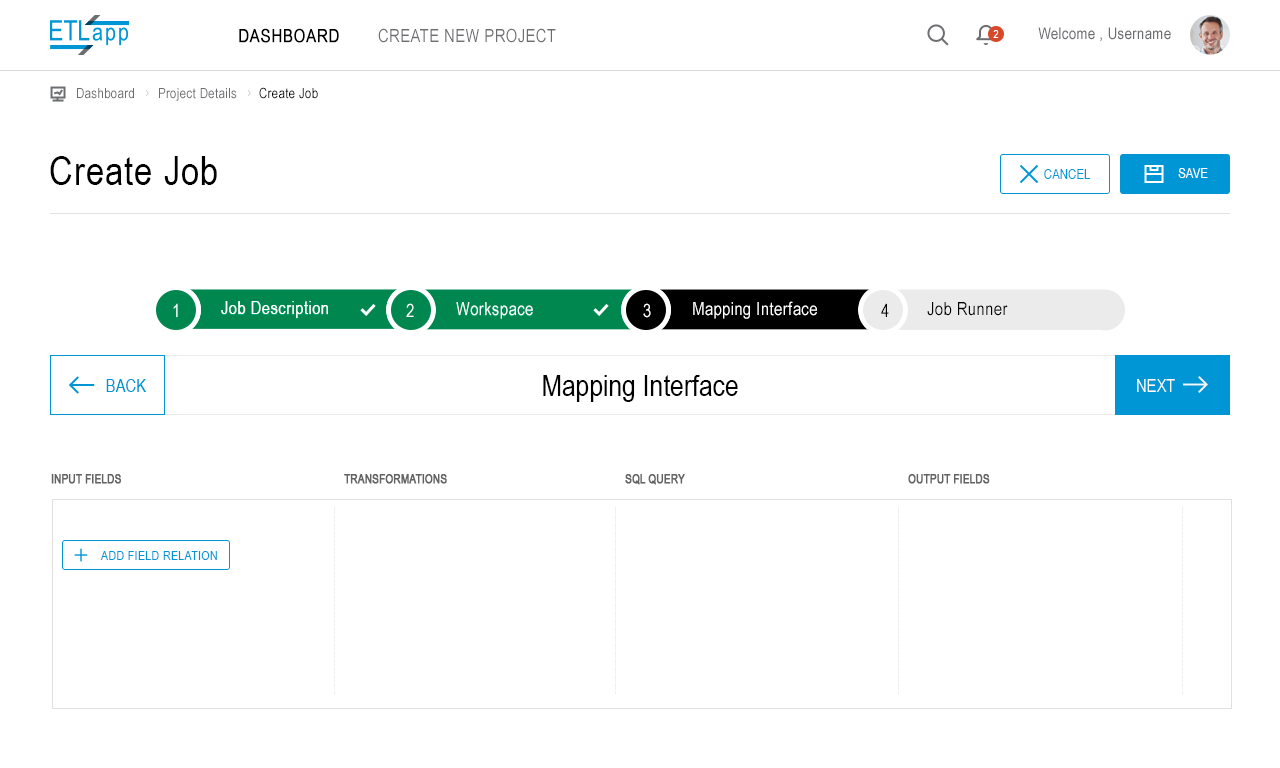 ETLapp
DASHBOARD
CREATE NEW PROJECT
2
Welcome , Username
Dashboard › Project Details › Create Job
Create Job
CANCEL
SAVE
1 Job Description
2 Workspace
3 Mapping Interface
4 Job Runner
BACK
Mapping Interface
NEXT
INPUT FIELDS
TRANSFORMATIONS
SQL QUERY
OUTPUT FIELDS
ADD FIELD RELATION